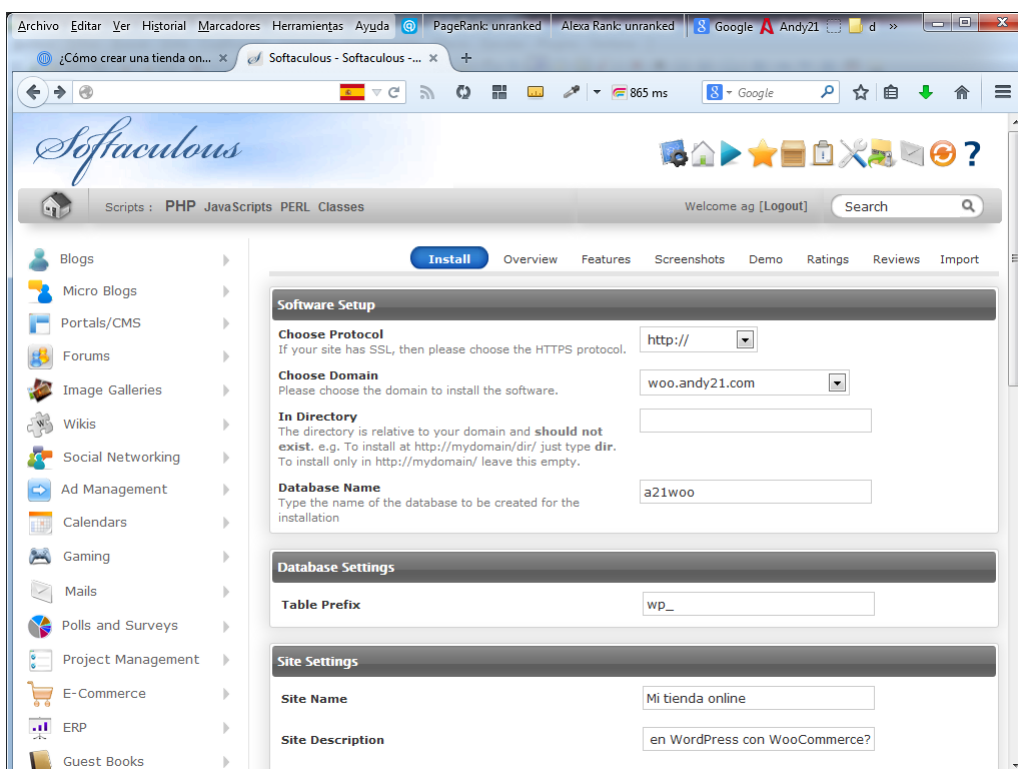 Archivo Editar Ver Historial Marcadores Herramientas Ayuda @ PageRank: unranked Alexa Rank: unranked 8 Google Andy21 d »
¿Cómo crear una tienda on... × Softaculous - Softaculous -... × +
865 ms 8 Google
Softaculous
?
Scripts : PHP JavaScripts PERL Classes Welcome ag [Logout] Search
Install Overview Features Screenshots Demo Ratings Reviews Import
Blogs
Micro Blogs
Portals/CMS
Forums
Image Galleries
Wikis
Social Networking
Ad Management
Calendars
Gaming
Mails
Polls and Surveys
Project Management
E-Commerce
ERP
Guest Books
Software Setup
Choose Protocol
http://
If your site has SSL, then please choose the HTTPS protocol.
Choose Domain
woo.andy21.com
Please choose the domain to install the software.
In Directory
The directory is relative to your domain and should not
exist. e.g. To install at http://mydomain/dir/ just type dir.
To install only in http://mydomain/ leave this empty.
Database Name
a21woo
Type the name of the database to be created for the
installation
Database Settings
Table Prefix wp_
Site Settings
Site Name Mi tienda online
Site Description en WordPress con WooCommerce?